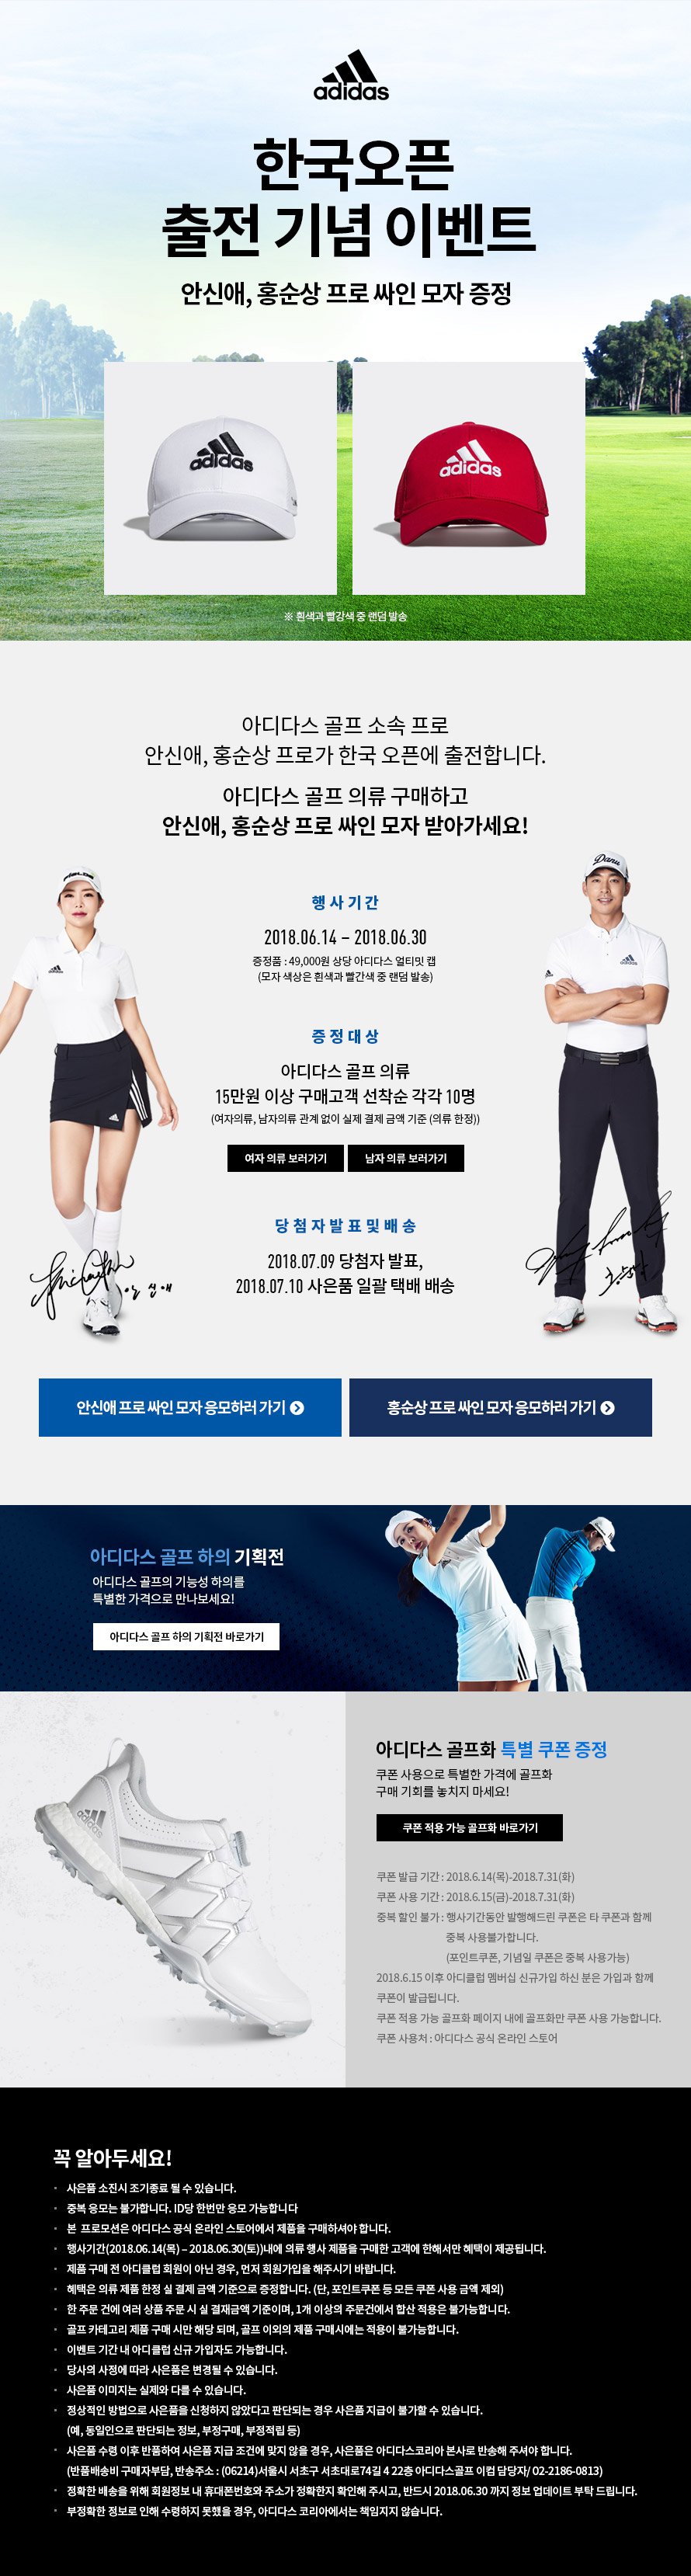 adidas
한국오픈
출전 기념 이벤트
안신애, 홍순상 프로 싸인 모자 증정
adidas
adidas
※ 흰색과 빨강색 중 랜덤 발송
아디다스 골프 소속 프로
안신애, 홍순상 프로가 한국 오픈에 출전합니다.
아디다스 골프 의류 구매하고
안신애, 홍순상 프로 싸인 모자 받아가세요!
Danu
행사기간
2018.06.14 – 2018.06.30
증정품 : 49,000원 상당 아디다스 얼티밋 캡
(모자 색상은 흰색과 빨간색 중 랜덤 발송)
증정대상
아디다스 골프 의류
15만원 이상 구매고객 선착순 각각 10명
(여자의류, 남자의류 관계 없이 실제 결제 금액 기준 (의류 한정))
여자 의류 보러가기
남자 의류 보러가기
당첨자발표및배송
2018.07.09 당첨자 발표,
2018.07.10 사은품 일괄 택배 배송
안신애
안신애 프로 싸인 모자 응모하러 가기
홍순상 프로 싸인 모자 응모하러 가기
아디다스 골프 하의 기획전
아디다스 골프의 기능성 하의를
특별한 가격으로 만나보세요!
아디다스 골프 하의 기획전 바로가기
adidas
아디다스 골프화 특별 쿠폰 증정
쿠폰 사용으로 특별한 가격에 골프화
구매 기회를 놓치지 마세요!
쿠폰 적용 가능 골프화 바로가기
쿠폰 발급 기간 : 2018.6.14(목)-2018.7.31(화)
쿠폰 사용 기간 : 2018.6.15(금)-2018.7.31(화)
중복 할인 불가 : 행사기간동안 발행해드린 쿠폰은 타 쿠폰과 함께
중복 사용불가합니다.
(포인트쿠폰, 기념일 쿠폰은 중복 사용가능)
2018.6.15 이후 아디클럽 멤버십 신규가입 하신 분은 가입과 함께
쿠폰이 발급됩니다.
쿠폰 적용 가능 골프화 페이지 내에 골프화만 쿠폰 사용 가능합니다.
쿠폰 사용처 : 아디다스 공식 온라인 스토어
꼭 알아두세요!
- 사은품 소진시 조기종료 될 수 있습니다.
- 중복 응모는 불가합니다. ID당 한번만 응모 가능합니다
- 본 프로모션은 아디다스 공식 온라인 스토어에서 제품을 구매하셔야 합니다.
- 행사기간(2018.06.14(목) – 2018.06.30(토))내에 의류 행사 제품을 구매한 고객에 한해서만 혜택이 제공됩니다.
- 제품 구매 전 아디클럽 회원이 아닌 경우, 먼저 회원가입을 해주시기 바랍니다.
- 혜택은 의류 제품 한정 실 결제 금액 기준으로 증정합니다. (단, 포인트쿠폰 등 모든 쿠폰 사용 금액 제외)
- 한 주문 건에 여러 상품 주문 시 실 결재금액 기준이며, 1개 이상의 주문건에서 합산 적용은 불가능합니다.
- 골프 카테고리 제품 구매 시만 해당 되며, 골프 이외의 제품 구매시에는 적용이 불가능합니다.
- 이벤트 기간 내 아디클럽 신규 가입자도 가능합니다.
- 당사의 사정에 따라 사은품은 변경될 수 있습니다.
- 사은품 이미지는 실제와 다를 수 있습니다.
- 정상적인 방법으로 사은품을 신청하지 않았다고 판단되는 경우 사은품 지급이 불가할 수 있습니다.
(예, 동일인으로 판단되는 정보, 부정구매, 부정적립 등)
- 사은품 수령 이후 반품하여 사은품 지급 조건에 맞지 않을 경우, 사은품은 아디다스코리아 본사로 반송해 주셔야 합니다.
(반품배송비 구매자부담, 반송주소 : (06214)서울시 서초구 서초대로74길 4 22층 아디다스골프 이컴 담당자/ 02-2186-0813)
- 정확한 배송을 위해 회원정보 내 휴대폰번호와 주소가 정확한지 확인해 주시고, 반드시 2018.06.30 까지 정보 업데이트 부탁 드립니다.
- 부정확한 정보로 인해 수령하지 못했을 경우, 아디다스 코리아에서는 책임지지 않습니다.